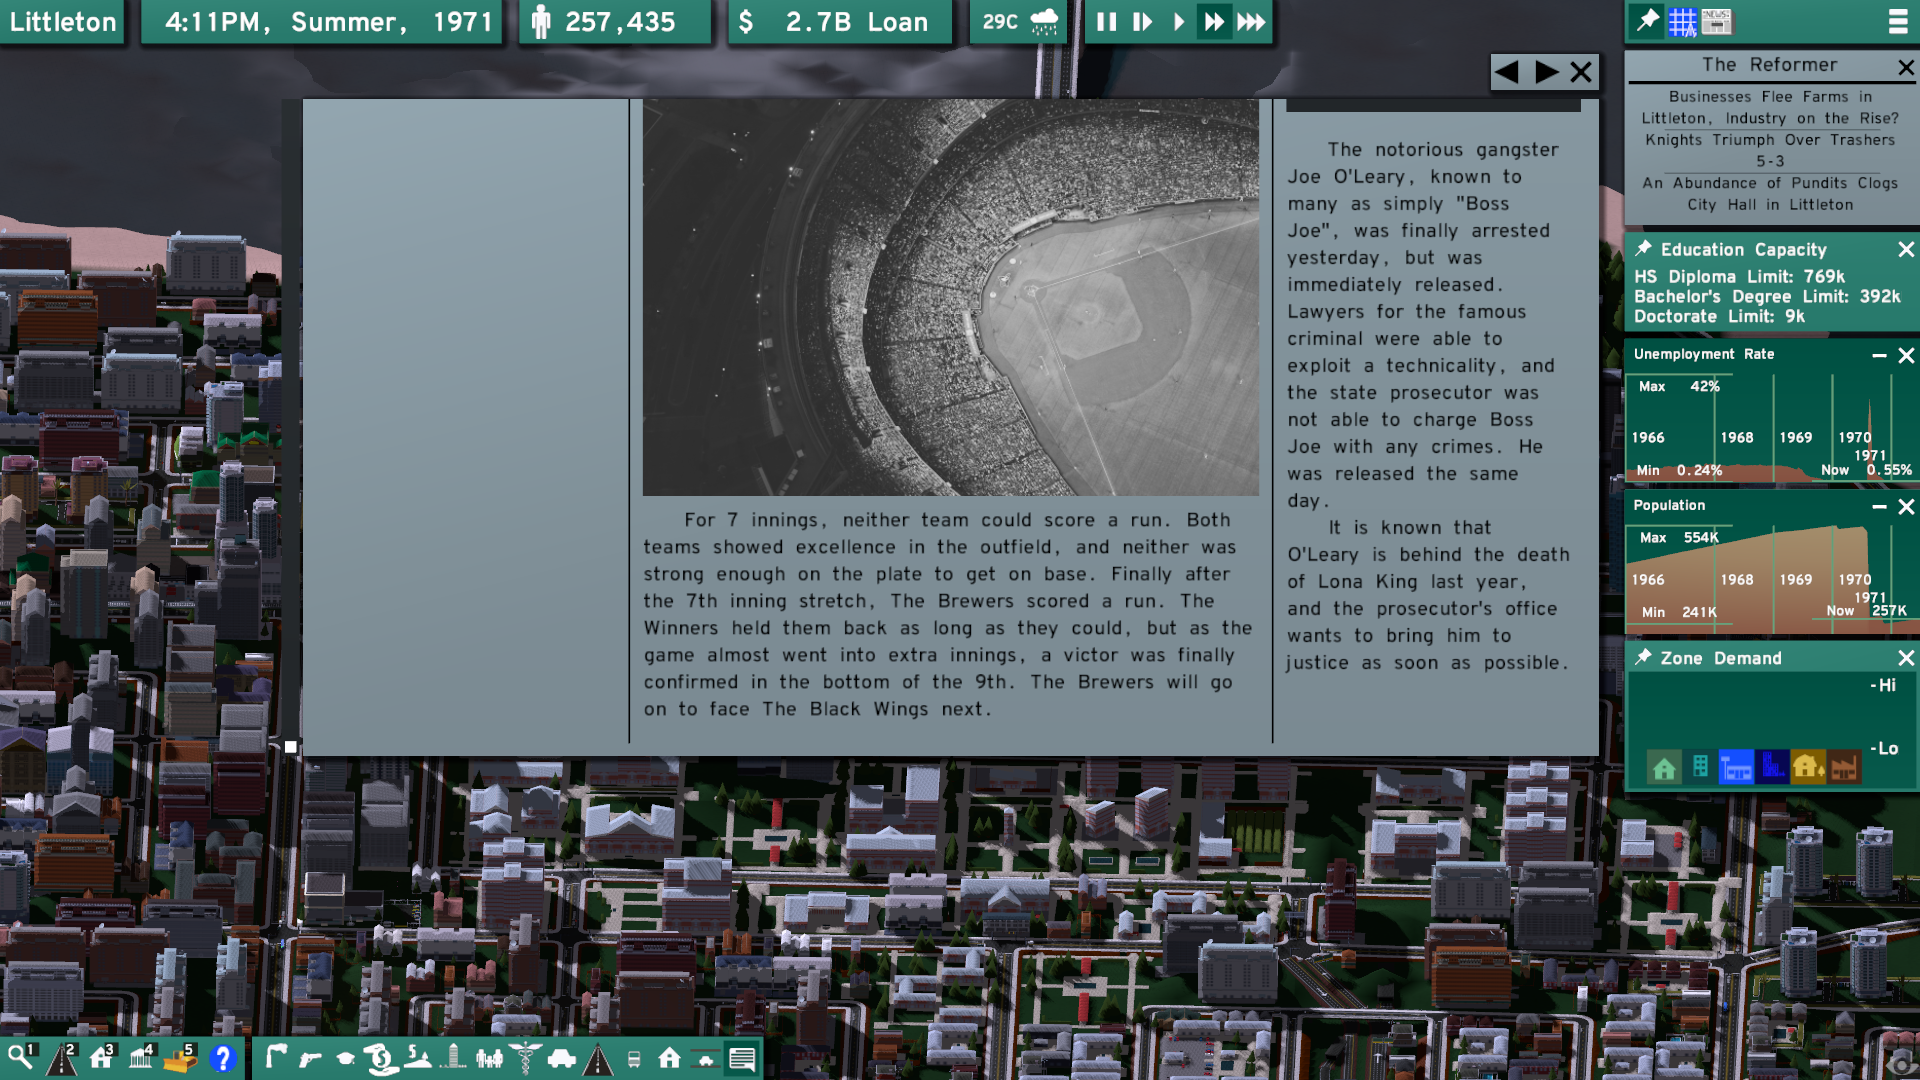 Littleton
4:11PM, Summer, 1971
257,435
$ 2.7B Loan
29C
NEWS
The Reformer
Businesses Flee Farms in
Littleton, Industry on the Rise?
Knights Triumph Over Trashers
5-3
An Abundance of Pundits Clogs
City Hall in Littleton
Education Capacity
HS Diploma Limit: 769k
Bachelor's Degree Limit: 392k
Doctorate Limit: 9k
Unemployment Rate
Max 42%
1966 1968 1969 1970
1971
Min 0.24% Now 0.55%
Population
Max 554K
1966 1968 1969 1970
1971
Min 241K Now 257K
Zone Demand
-Hi
-Lo
For 7 innings, neither team could score a run. Both
teams showed excellence in the outfield, and neither was
strong enough on the plate to get on base. Finally after
the 7th inning stretch, The Brewers scored a run. The
Winners held them back as long as they could, but as the
game almost went into extra innings, a victor was finally
confirmed in the bottom of the 9th. The Brewers will go
on to face The Black Wings next.
The notorious gangster
Joe O'Leary, known to
many as simply "Boss
Joe", was finally arrested
yesterday, but was
immediately released.
Lawyers for the famous
criminal were able to
exploit a technicality, and
the state prosecutor was
not able to charge Boss
Joe with any crimes. He
was released the same
day.
It is known that
O'Leary is behind the death
of Lona King last year,
and the prosecutor's office
wants to bring him to
justice as soon as possible.
1 2 3 4 5 ?